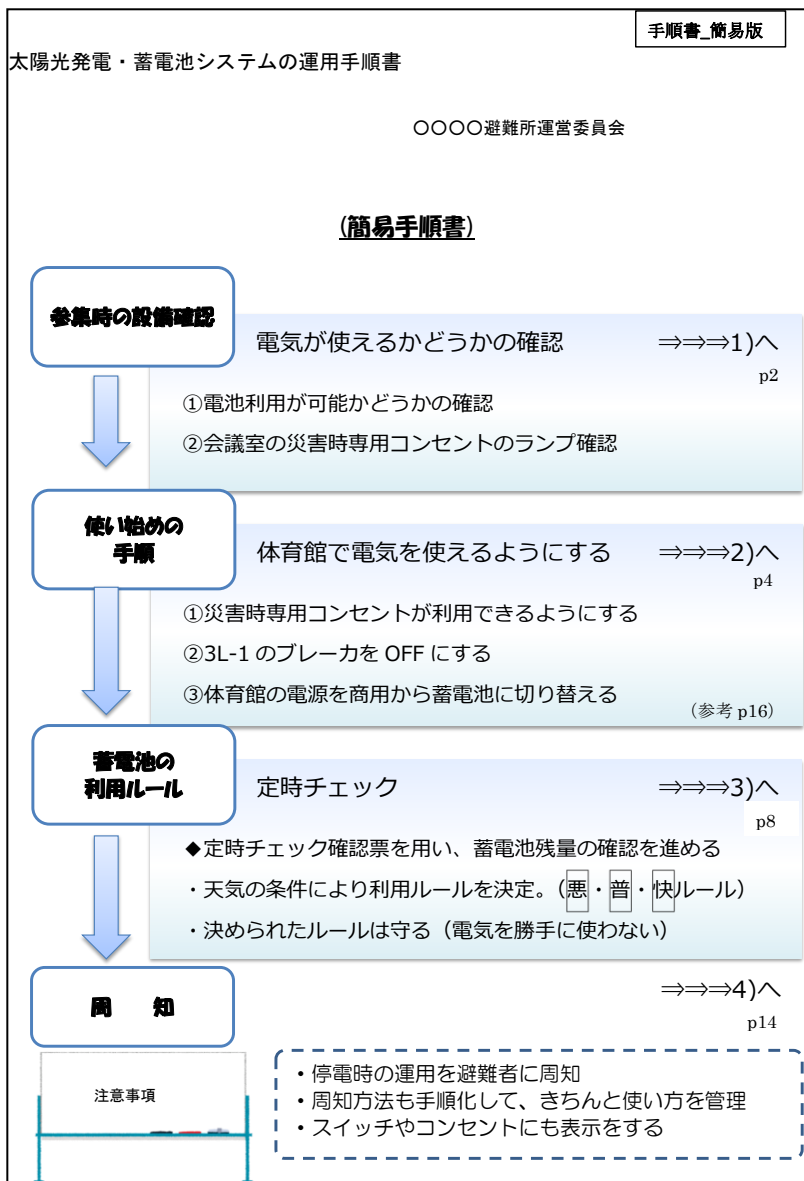 手順書_簡易版
太陽光発電・蓄電池システムの運用手順書
〇〇〇〇避難所運営委員会
(簡易手順書)
参集時の設備確認
電気が使えるかどうかの確認 ⇒⇒⇒1)へ
p2
①電池利用が可能かどうかの確認
②会議室の災害時専用コンセントのランプ確認
使い始めの
手順
体育館で電気を使えるようにする ⇒⇒⇒2)へ
p4
①災害時専用コンセントが利用できるようにする
②3L-1 のブレーカを OFF にする
③体育館の電源を商用から蓄電池に切り替える
（参考 p16）
蓄電池の
利用ルール
定時チェック ⇒⇒⇒3)へ
p8
◆定時チェック確認票を用い、蓄電池残量の確認を進める
・天気の条件により利用ルールを決定。（悪・普・快ルール）
・決められたルールは守る（電気を勝手に使わない）
周　知
⇒⇒⇒4)へ
p14
注意事項
・停電時の運用を避難者に周知
・周知方法も手順化して、きちんと使い方を管理
・スイッチやコンセントにも表示をする